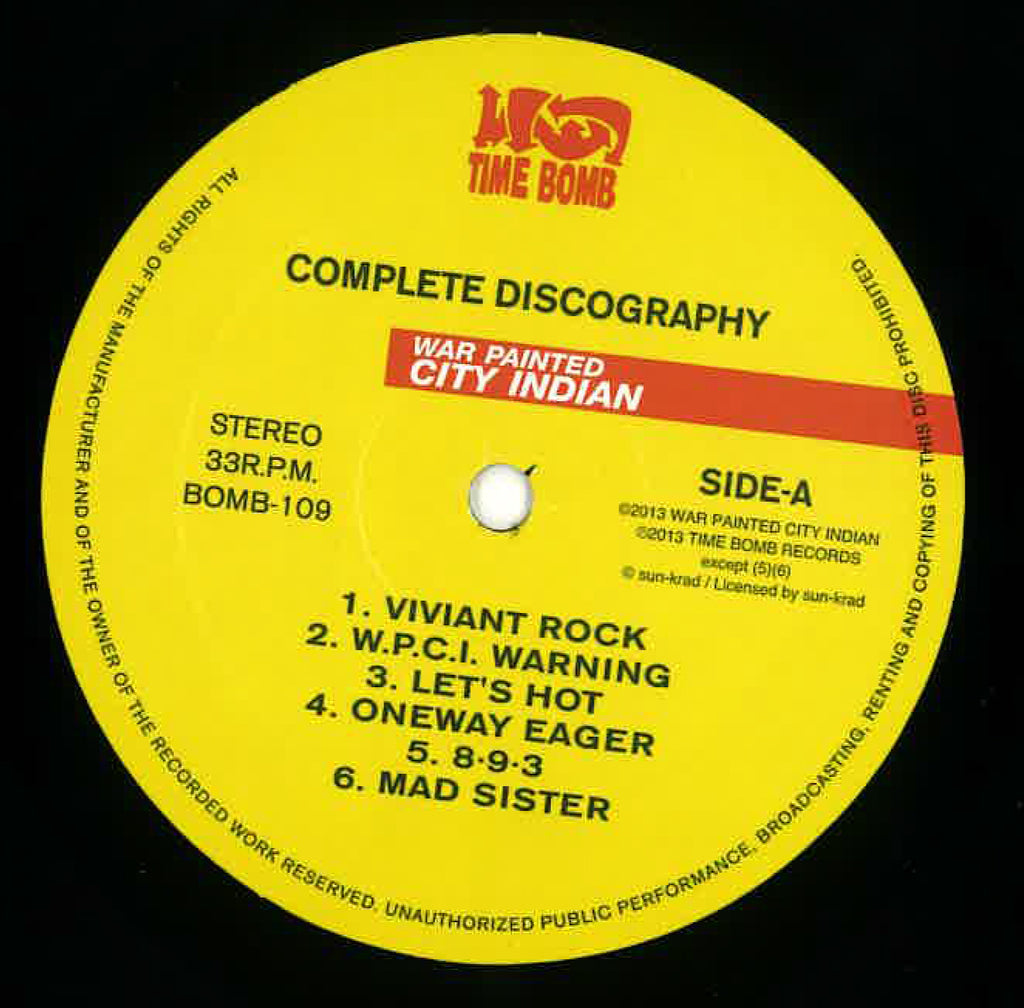 TIME BOMB
COMPLETE DISCOGRAPHY
WAR PAINTED
CITY INDIAN
STEREO
33R.P.M.
BOMB-109
SIDE-A
©2013 WAR PAINTED CITY INDIAN
©2013 TIME BOMB RECORDS
except (5)(6)
© sun-krad / Licensed by sun-krad
1. VIVIANT ROCK
2. W.P.C.I. WARNING
3. LET'S HOT
4. ONEWAY EAGER
5. 8·9·3
6. MAD SISTER
ALL RIGHTS OF THE MANUFACTURER AND OF THE OWNER OF THE RECORDED WORK RESERVED. UNAUTHORIZED PUBLIC PERFORMANCE, BROADCASTING, RENTING AND COPYING OF THIS DISC PROHIBITED.